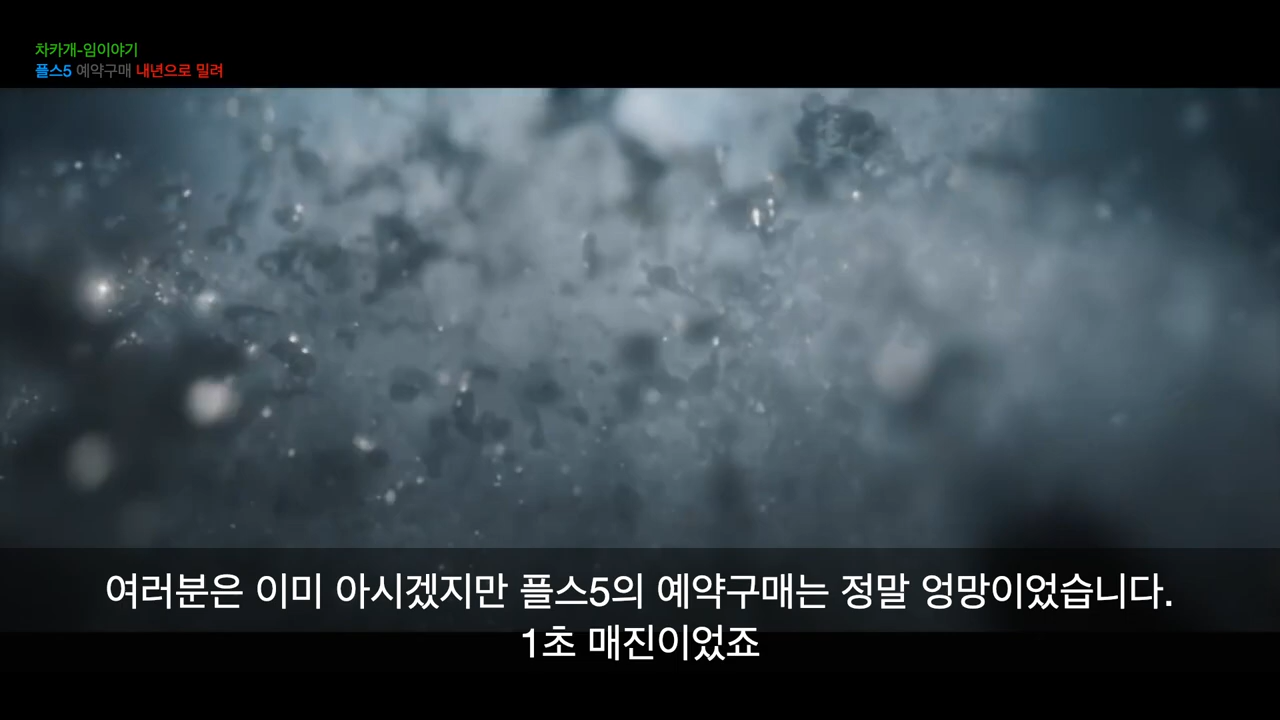 차카개-임이야기
플스5 예약구매 내년으로 밀려
여러분은 이미 아시겠지만 플스5의 예약구매는 정말 엉망이었습니다.
1초 매진이었죠